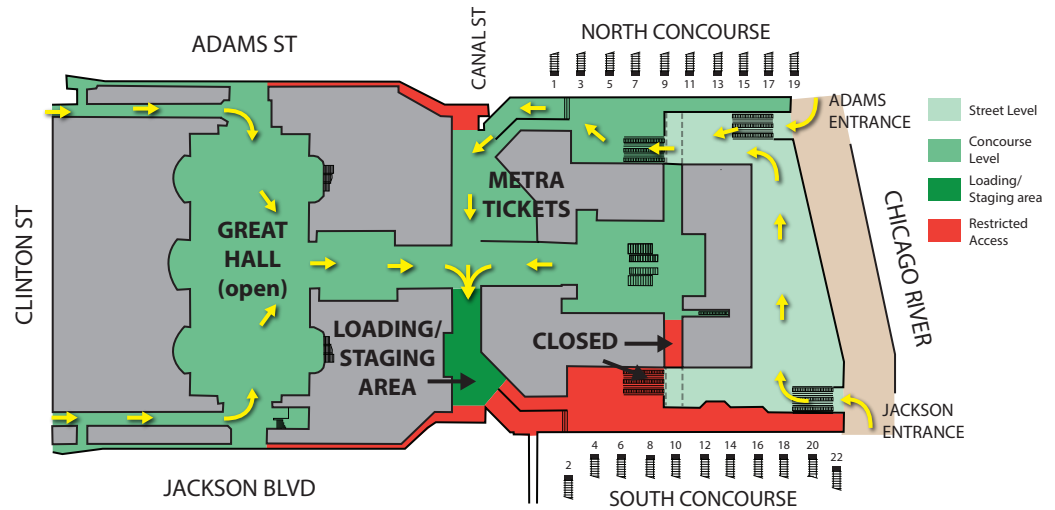 ADAMS ST
CANAL ST
NORTH CONCOURSE
1 3 5 7 9 11 13 15 17 19
ADAMS
ENTRANCE
Street Level
Concourse
Level
Loading/
Staging area
Restricted
Access
METRA
TICKETS
CLINTON ST
GREAT
HALL
(open)
CHICAGO RIVER
LOADING/
STAGING
AREA
CLOSED
JACKSON
ENTRANCE
2 4 6 8 10 12 14 16 18 20 22
JACKSON BLVD
SOUTH CONCOURSE